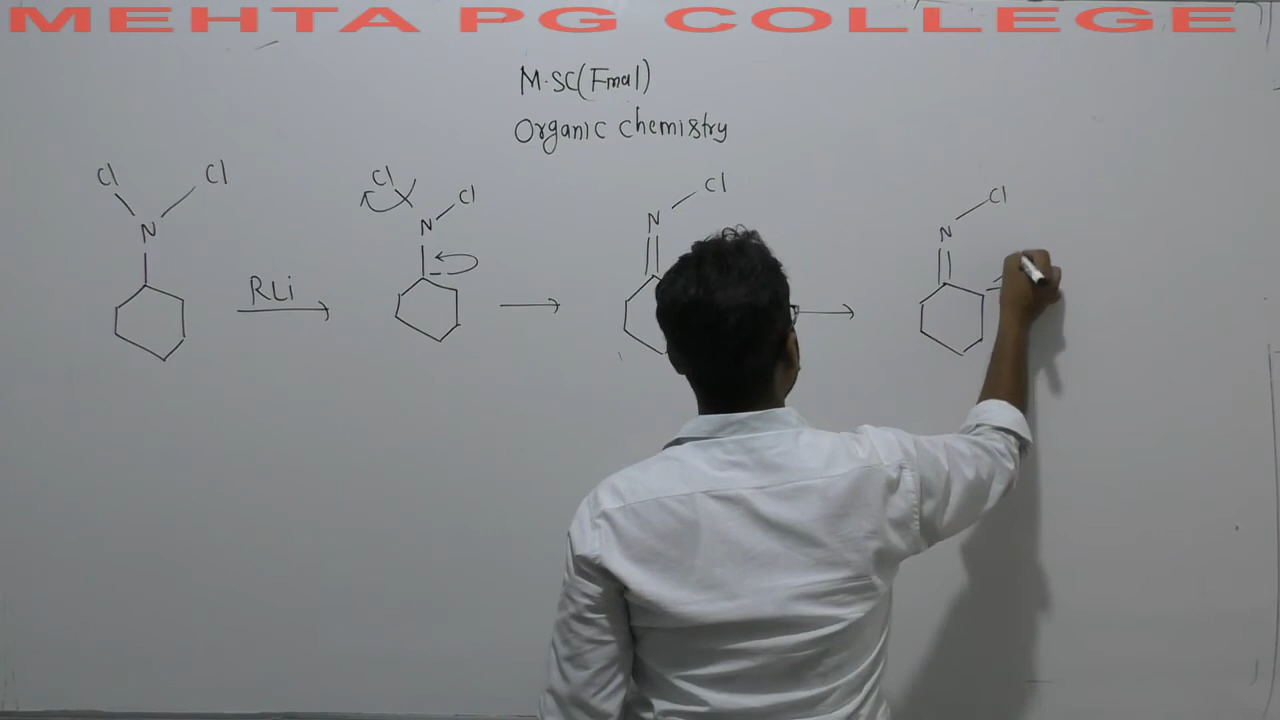 MEHTA PG COLLEGE
M.SC(Final)
Organic chemistry
Cl Cl Cl Cl Cl Cl
N N N N
RLi